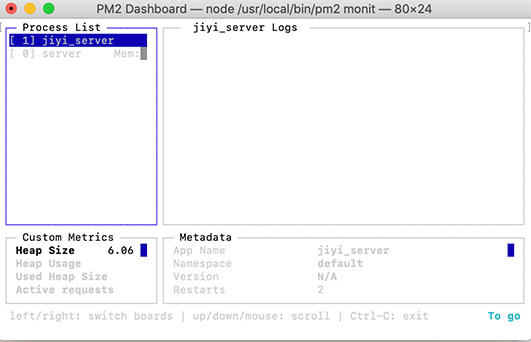 PM2 Dashboard — node /usr/local/bin/pm2 monit — 80×24
Process List
[ 1] jiyi_server
[ 0] server Mem:
jiyi_server Logs
Custom Metrics
Heap Size 6.06
Heap Usage
Used Heap Size
Active requests
Metadata
App Name jiyi_server
Namespace default
Version N/A
Restarts 2
left/right: switch boards | up/down/mouse: scroll | Ctrl-C: exit To go